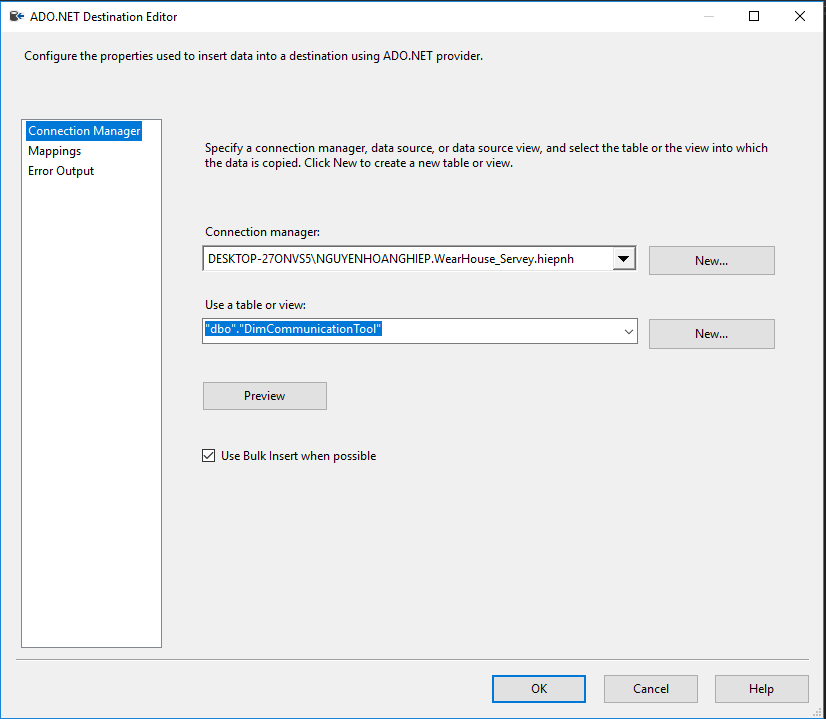 ADO.NET Destination Editor
Configure the properties used to insert data into a destination using ADO.NET provider.
Connection Manager
Mappings
Error Output
Specify a connection manager, data source, or data source view, and select the table or the view into which
the data is copied. Click New to create a new table or view.
Connection manager:
DESKTOP-27ONVS5\NGUYENHOANGHIEP.WearHouse_Servey.hiepnh
New...
Use a table or view:
"dbo"."DimCommunicationTool"
New...
Preview
Use Bulk Insert when possible
OK
Cancel
Help